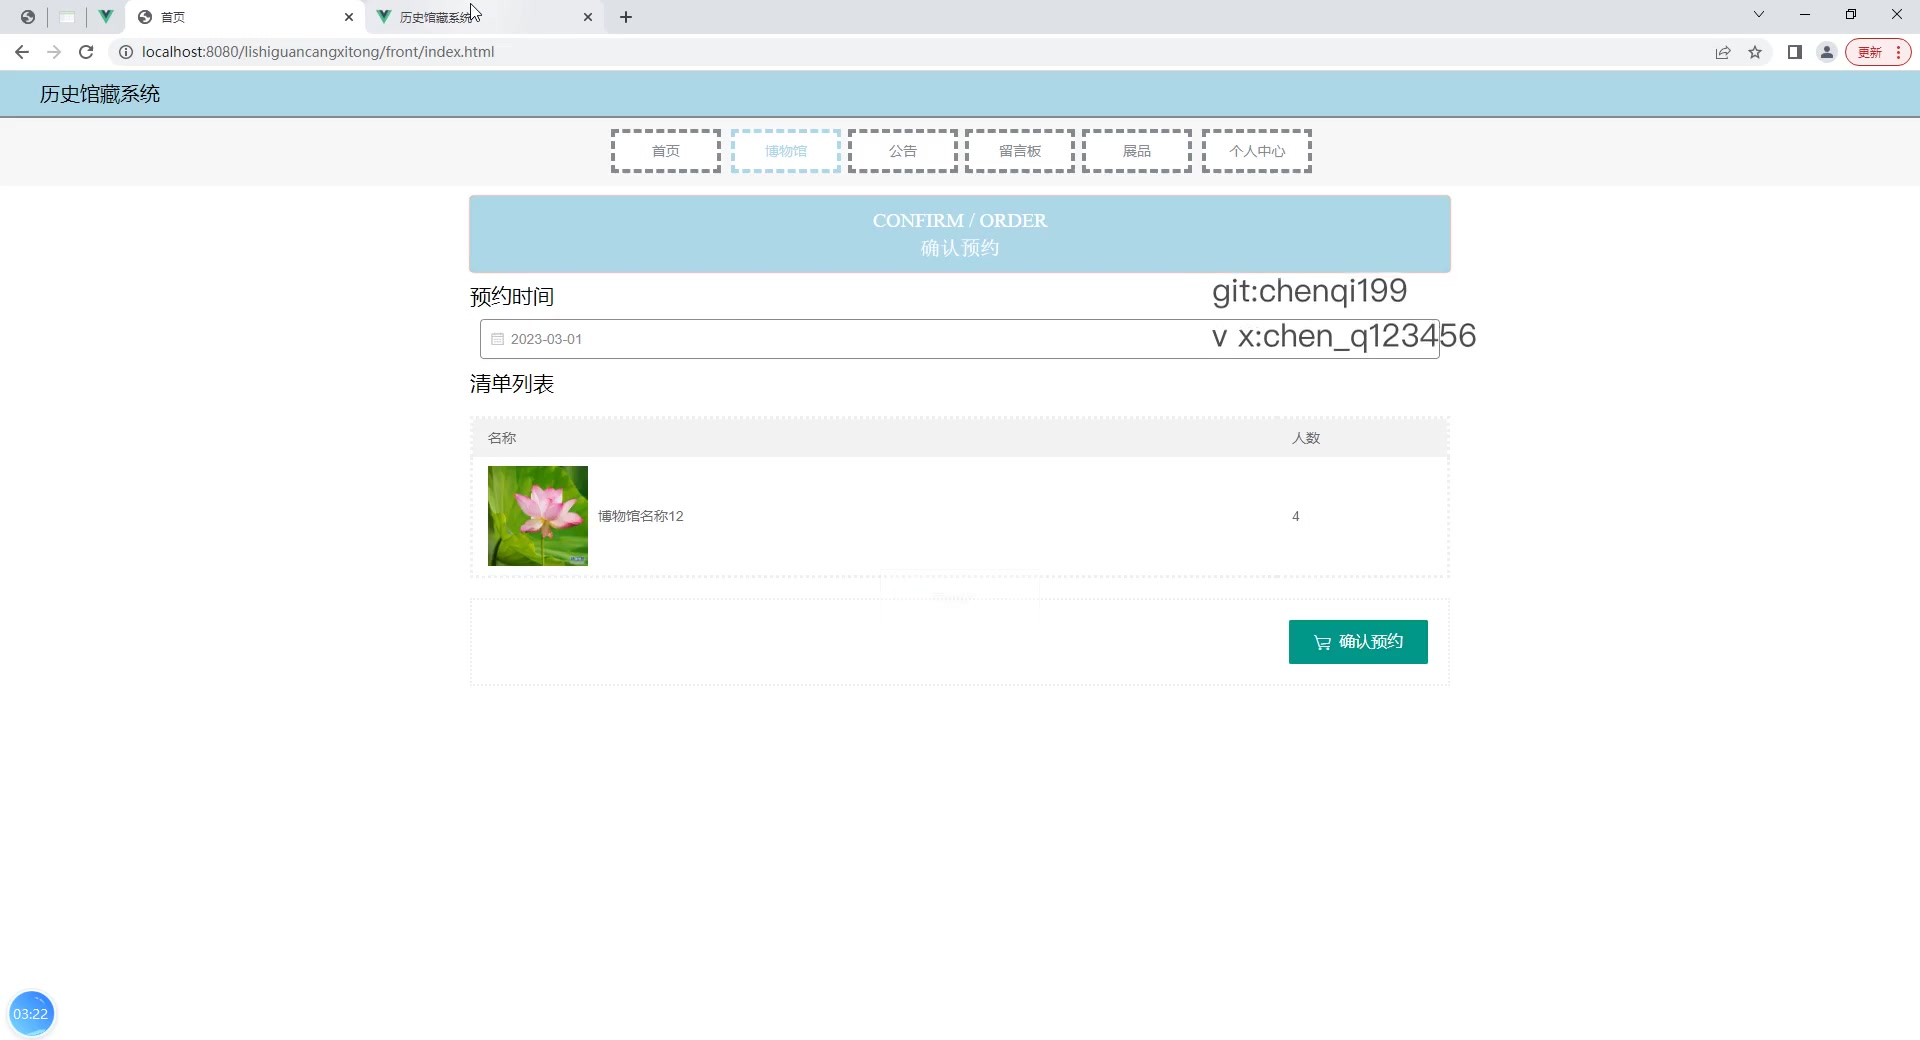 首页
历史馆藏系统
localhost:8080/lishiguancangxitong/front/index.html
更新
历史馆藏系统
首页
博物馆
公告
留言板
展品
个人中心
CONFIRM / ORDER
确认预约
预约时间
git:chenqi199
2023-03-01
v x:chen_q123456
清单列表
名称
人数
博物馆名称12
4
确认预约
03:22